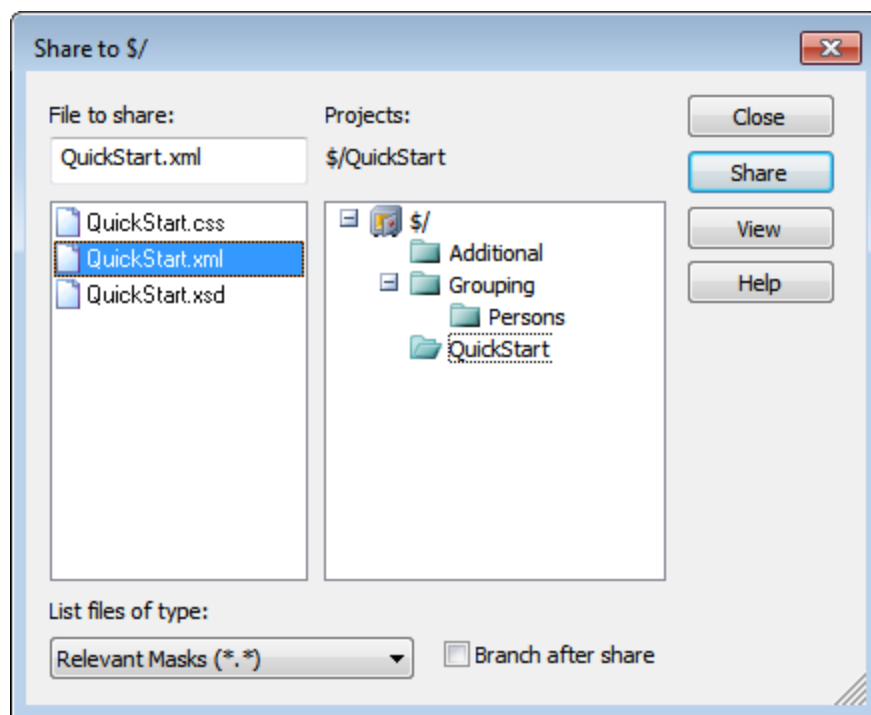 Share to $/
File to share:
QuickStart.xml
QuickStart.css
QuickStart.xml
QuickStart.xsd
Projects:
$/QuickStart
$/
Additional
Grouping
Persons
QuickStart
Close
Share
View
Help
List files of type:
Relevant Masks (*.*)
Branch after share